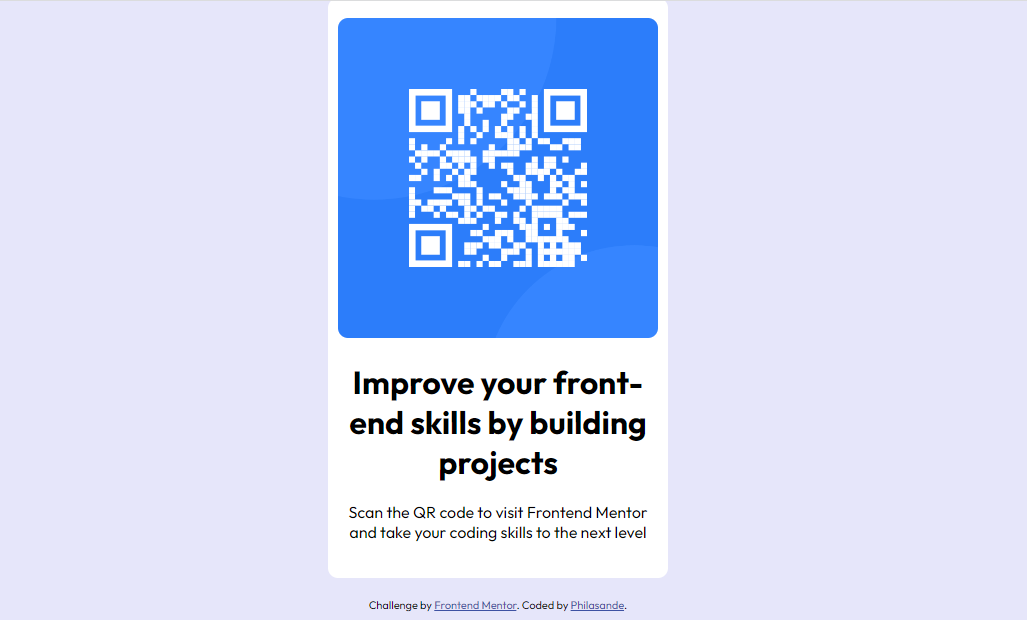 Improve your front-
end skills by building
projects
Scan the QR code to visit Frontend Mentor
and take your coding skills to the next level
Challenge by Frontend Mentor. Coded by Philasande.